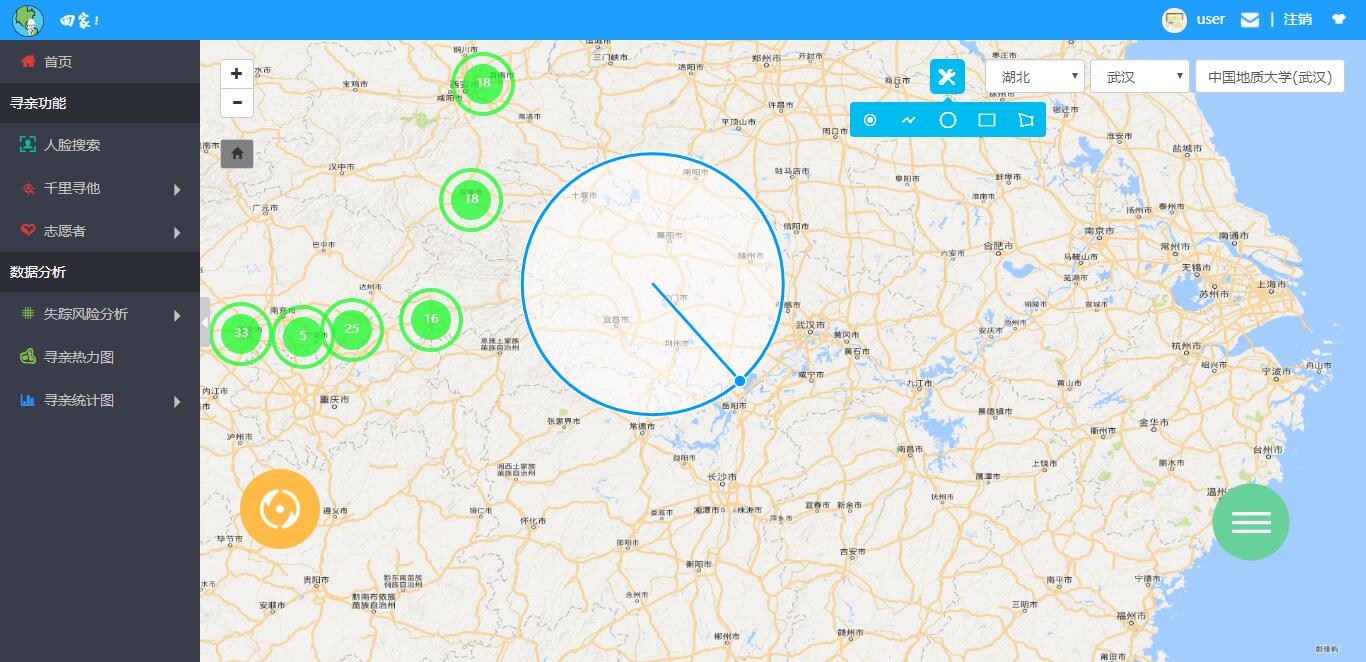 回家!
user
|
注销
首页
寻亲功能
人脸搜索
千里寻他
志愿者
数据分析
失踪风险分析
寻亲热力图
寻亲统计图
+
-
湖北
武汉
中国地质大学(武汉)
铜川市
三门峡市
洛阳市
郑州市
开封市
枣庄市
宝鸡市
咸阳市
18
商洛市
平顶山市
许昌市
周口市
商丘市
宿迁市
淮安市
盐城市
汉中市
18
十堰市
南阳市
驻马店市
阜阳市
蚌埠市
淮南市
扬州市
泰州市
广元市
巴中市
襄阳市
随州市
信阳市
六安市
合肥市
南京市
马鞍山市
常州市
南通市
无锡市
苏州市
上海市
达州市
南充市
33
5
25
16
恩施土家族
苗族自治州
宜昌市
荆门市
荆州市
武汉市
黄冈市
黄石市
咸宁市
安庆市
池州市
铜陵市
宣城市
芜湖市
杭州市
绍兴市
宁波市
舟山市
内江市
重庆市
泸州市
张家界市
常德市
岳阳市
九江市
黄山市
景德镇市
衢州市
金华市
台州市
益阳市
长沙市
南昌市
上饶市
鹰潭市
丽水市
温州市
湘西土家族
苗族自治州
遵义市
铜仁市
怀化市
娄底市
湘潭市
株洲市
萍乡市
宜春市
新余市
抚州市
毕节市
邵阳市
衡阳市
吉安市
贵阳市
黔东南苗族
侗族自治州
黔南布依族
苗族自治州
安顺市
永州市
郴州市
赣州市
三明市
南平市
宁德市
福州市
莆田市